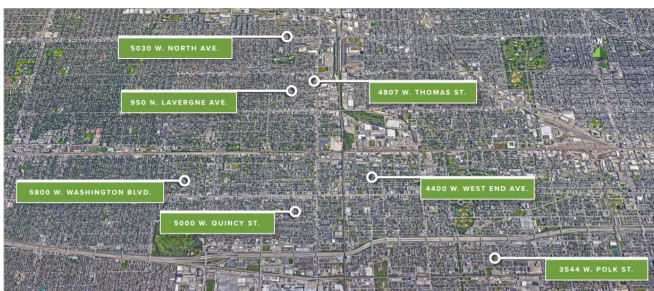 5030 W. NORTH AVE.
4807 W. THOMAS ST.
950 N. LAVERGNE AVE.
5800 W. WASHINGTON BLVD.
4400 W. WEST END AVE.
5000 W. QUINCY ST.
3544 W. POLK ST.